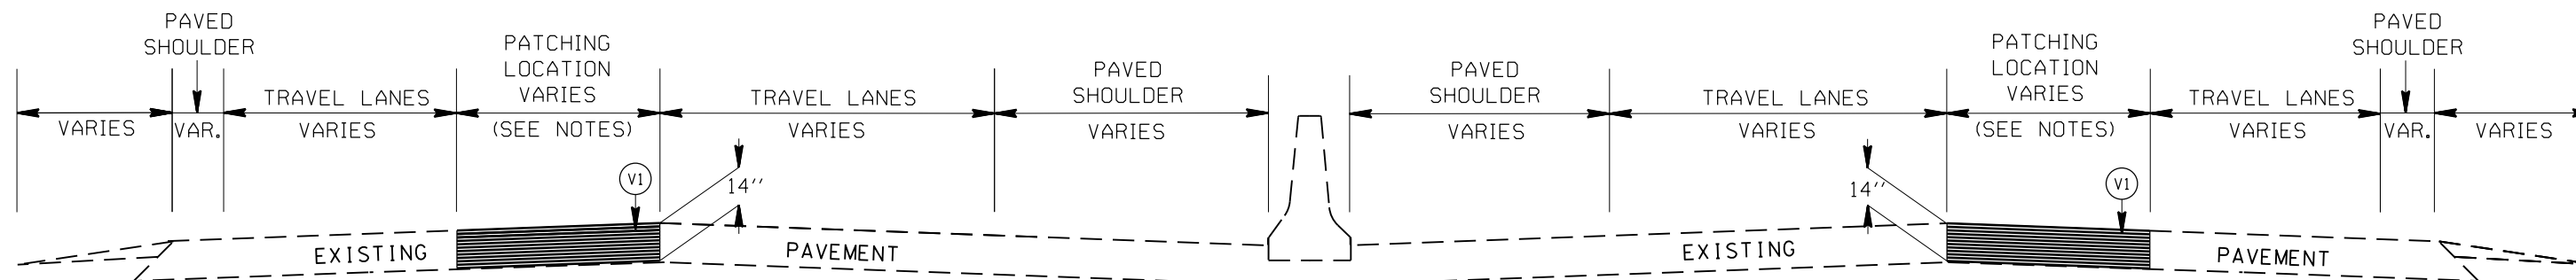 PAVED
SHOULDER
VARIES
VAR.
TRAVEL LANES
VARIES
PATCHING
LOCATION
VARIES
(SEE NOTES)
TRAVEL LANES
VARIES
PAVED
SHOULDER
VARIES
PAVED
SHOULDER
VARIES
TRAVEL LANES
VARIES
PATCHING
LOCATION
VARIES
(SEE NOTES)
TRAVEL LANES
VARIES
PAVED
SHOULDER
VAR.
VARIES
V1
14''
14''
V1
EXISTING
PAVEMENT
EXISTING
PAVEMENT